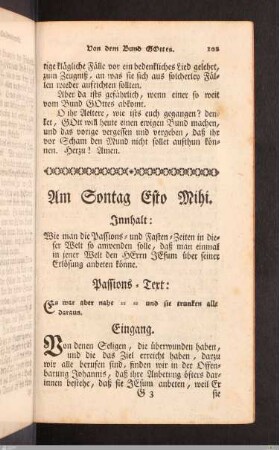 Von dem Bund GOttes. 101
tige klägliche Fälle vor ein bedenkliches Lied gelehrt,
zum Zeugniß, an was sie sich aus solcherley Fäl-
len wieder aufrichten sollten.
Aber da ists gefährlich, wenn einer so weit
vom Bund GOttes abkomt.
O ihr Aeltere, wie ists euch gegangen? den-
ket, GOtt will heute einen ewigen Bund machen,
und das vorige vergessen und vergeben, daß ihr
vor Scham den Mund nicht sollet aufthun kön-
nen. Herzu! Amen.
Am Sontag Esto Mihi.
Innhalt:
Wie man die Passions- und Fasten-Zeiten in die-
ser Welt so anwenden solle, daß man einmal
in jener Welt den HErrn JEsum über seiner
Erlösung anbeten könne.
Passions-Text:
Es war aber nahe = = und sie trunken alle
daraus.
Eingang.
Von denen Seligen, die überwunden haben,
und die das Ziel erreicht haben, dazu
wir alle berufen sind, finden wir in der Offen-
barung Johannis, daß ihre Anbetung öfters dar-
innen bestehe, daß sie JEsum anbeten, weil Er
G 3 sie